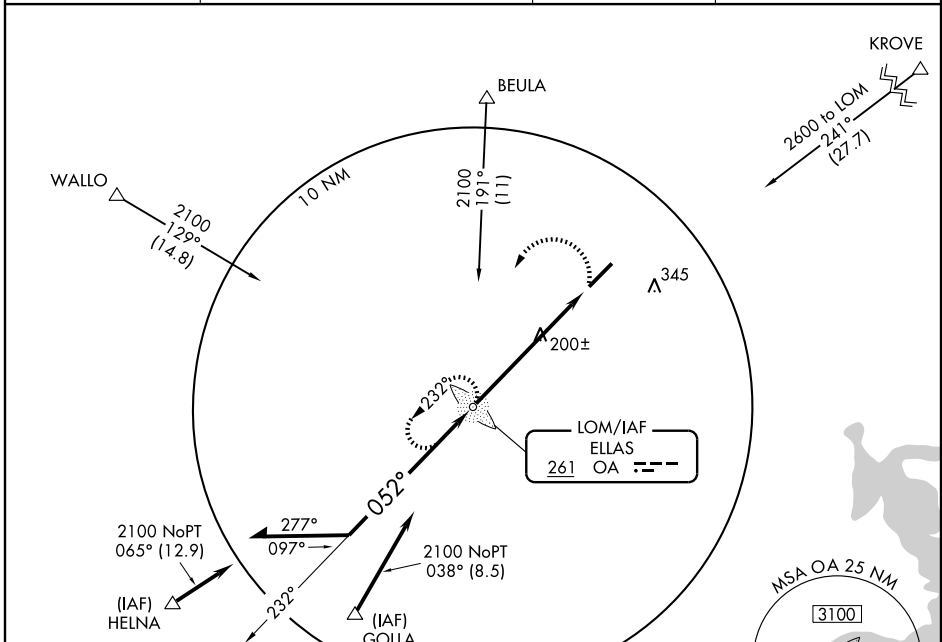 KROVE
2600 to LOM
241°
(27.7)
BEULA
2100
191°
(11)
WALLO
2100
129°
(14.8)
10 NM
345
200±
232°
LOM/IAF
ELLAS
261 OA
052°
277°
097°
2100 NoPT
065° (12.9)
(IAF)
HELNA
232°
2100 NoPT
038° (8.5)
(IAF)
GOLLA
MSA OA 25 NM
3100